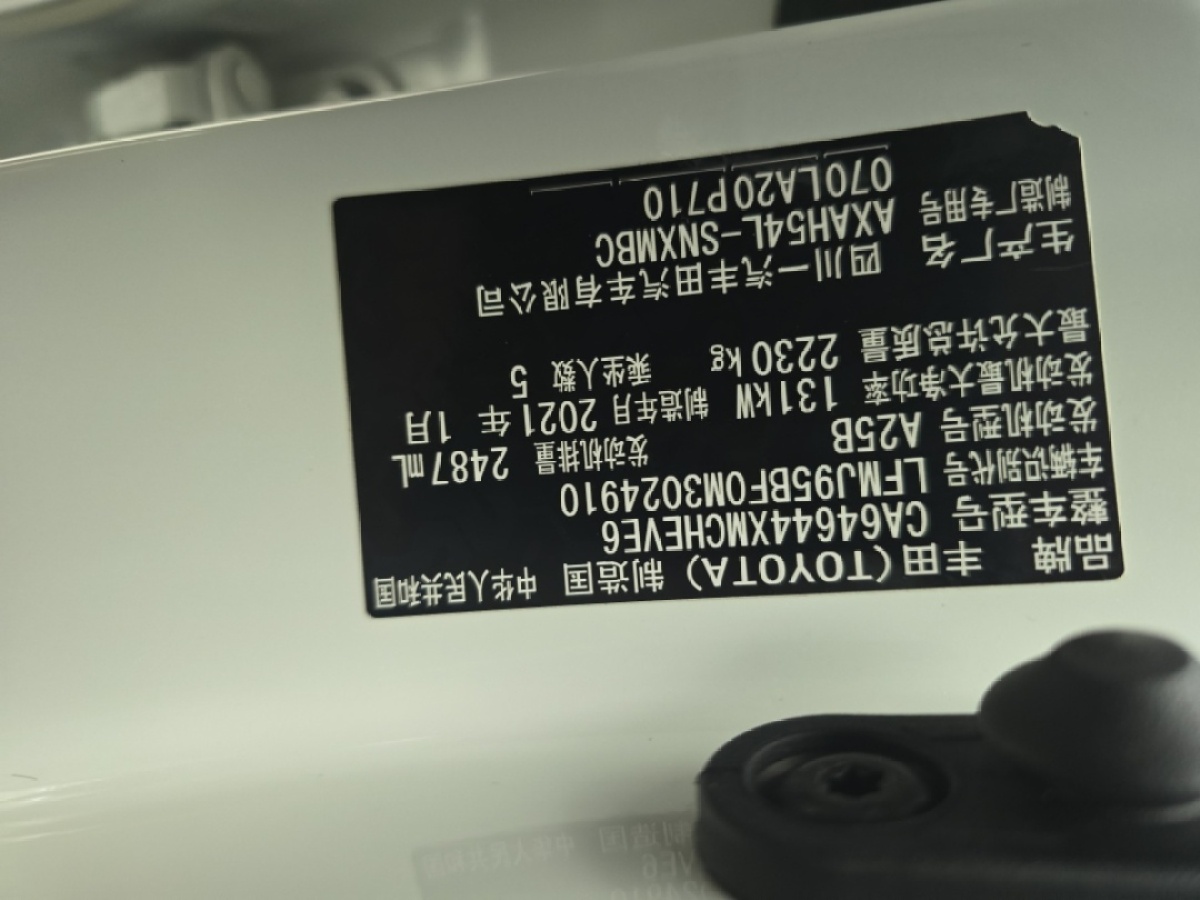 品牌 丰田(TOYOTA) 制造国 中华人民共和国
整车型号 CA64644XMCHEVE6
车辆识别代号 LFMJ95BF0M3024910
发动机型号 A25B 发动机排量 2487mL
发动机最大净功率 131kW 制造年月 2021年 1月
最大允许总质量 2230kg 乘坐人数 5
生产厂名 四川一汽丰田汽车有限公司
制造厂专用号 AXAH54L-SNXMBC
070LA20P710